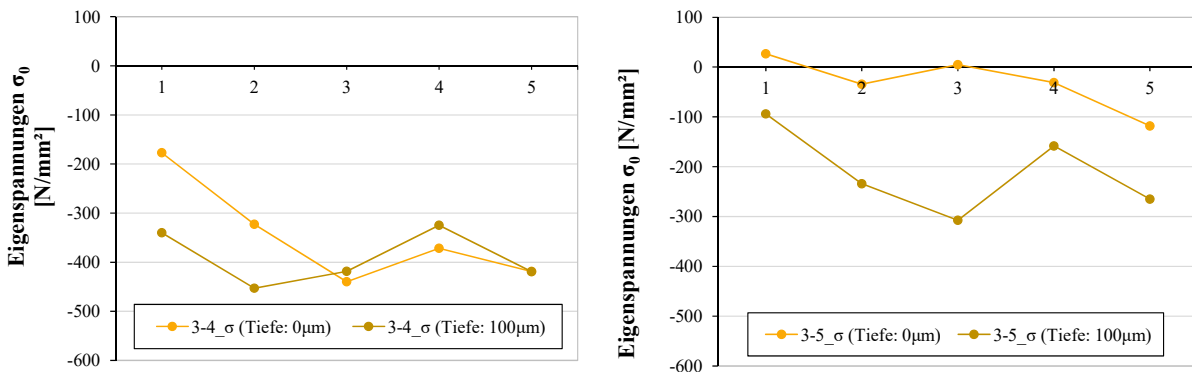 Eigenspannungen σ₀
[N/mm²]
100
0
-100
-200
-300
-400
-500
-600
1 2 3 4 5
3-4_σ (Tiefe: 0µm) 3-4_σ (Tiefe: 100µm)
Eigenspannungen σ₀ [N/mm²]
100
0
-100
-200
-300
-400
-500
-600
1 2 3 4 5
3-5_σ (Tiefe: 0µm) 3-5_σ (Tiefe: 100µm)